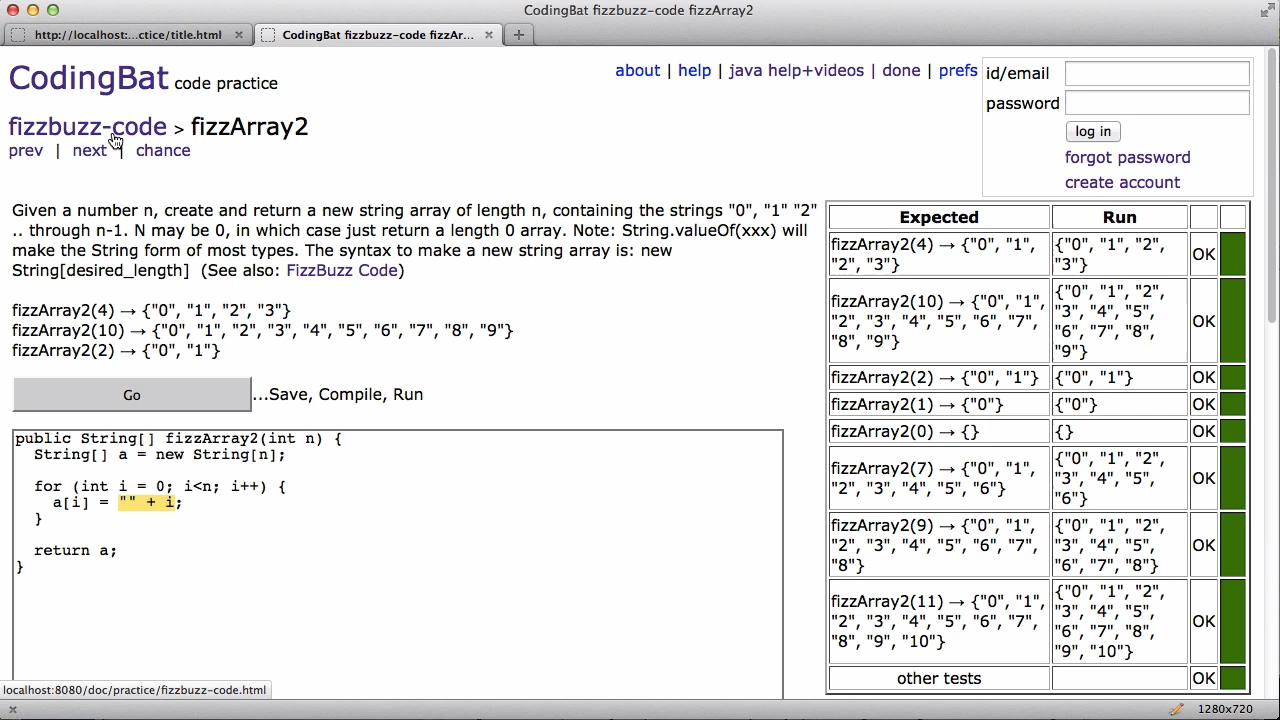 CodingBat fizzbuzz-code fizzArray2
http://localhost:...ctice/title.html
CodingBat fizzbuzz-code fizzAr...
CodingBat code practice
about | help | java help+videos | done | prefs
id/email
password
log in
forgot password
create account
fizzbuzz-code > fizzArray2
prev | next | chance
Given a number n, create and return a new string array of length n, containing the strings "0", "1" "2"
.. through n-1. N may be 0, in which case just return a length 0 array. Note: String.valueOf(xxx) will
make the String form of most types. The syntax to make a new string array is: new
String[desired_length] (See also: FizzBuzz Code)
fizzArray2(4) → {"0", "1", "2", "3"}
fizzArray2(10) → {"0", "1", "2", "3", "4", "5", "6", "7", "8", "9"}
fizzArray2(2) → {"0", "1"}
Go ...Save, Compile, Run
public String[] fizzArray2(int n) {
String[] a = new String[n];
for (int i = 0; i<n; i++) {
a[i] = "" + i;
}
return a;
}
Expected Run
fizzArray2(4) → {"0", "1",
"2", "3"}
{"0", "1", "2",
"3"}
OK
fizzArray2(10) → {"0", "1",
"2", "3", "4", "5", "6", "7",
"8", "9"}
{"0", "1", "2",
"3", "4", "5",
"6", "7", "8",
"9"}
OK
fizzArray2(2) → {"0", "1"}
{"0", "1"}
OK
fizzArray2(1) → {"0"}
{"0"}
OK
fizzArray2(0) → {}
{}
OK
fizzArray2(7) → {"0", "1",
"2", "3", "4", "5", "6"}
{"0", "1", "2",
"3", "4", "5",
"6"}
OK
fizzArray2(9) → {"0", "1",
"2", "3", "4", "5", "6", "7",
"8"}
{"0", "1", "2",
"3", "4", "5",
"6", "7", "8"}
OK
fizzArray2(11) → {"0", "1",
"2", "3", "4", "5", "6", "7",
"8", "9", "10"}
{"0", "1", "2",
"3", "4", "5",
"6", "7", "8",
"9", "10"}
OK
other tests
OK
localhost:8080/doc/practice/fizzbuzz-code.html
1280x720